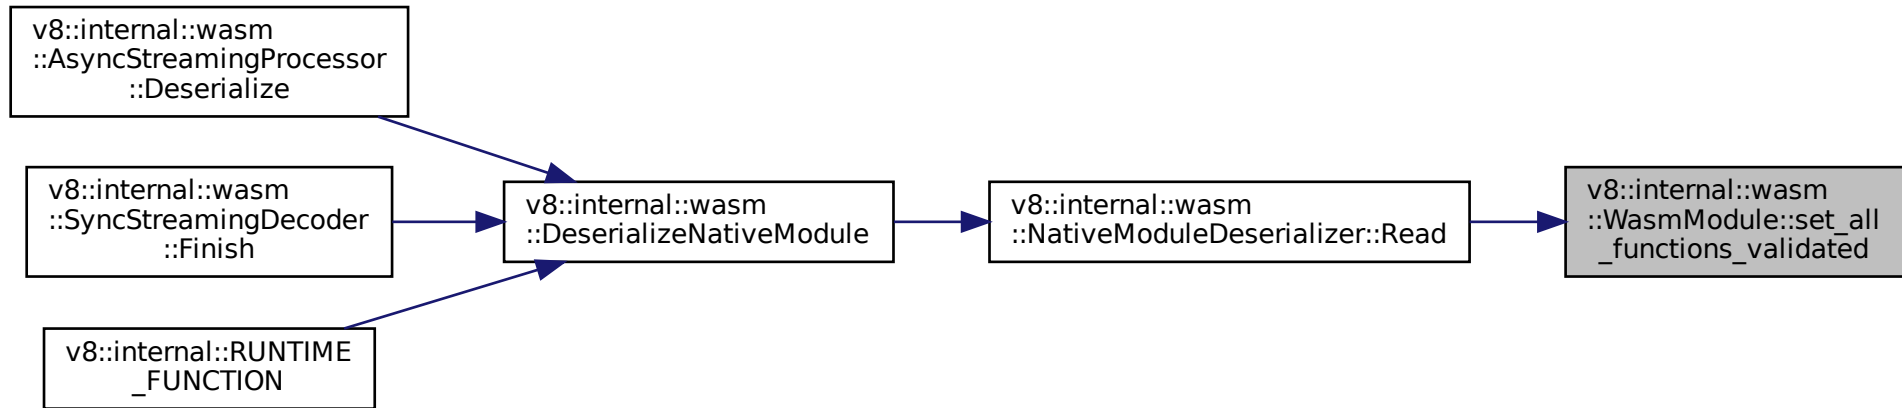 v8::internal::wasm
::AsyncStreamingProcessor
::Deserialize
v8::internal::wasm
::SyncStreamingDecoder
::Finish
v8::internal::RUNTIME
_FUNCTION
v8::internal::wasm
::DeserializeNativeModule
v8::internal::wasm
::NativeModuleDeserializer::Read
v8::internal::wasm
::WasmModule::set_all
_functions_validated